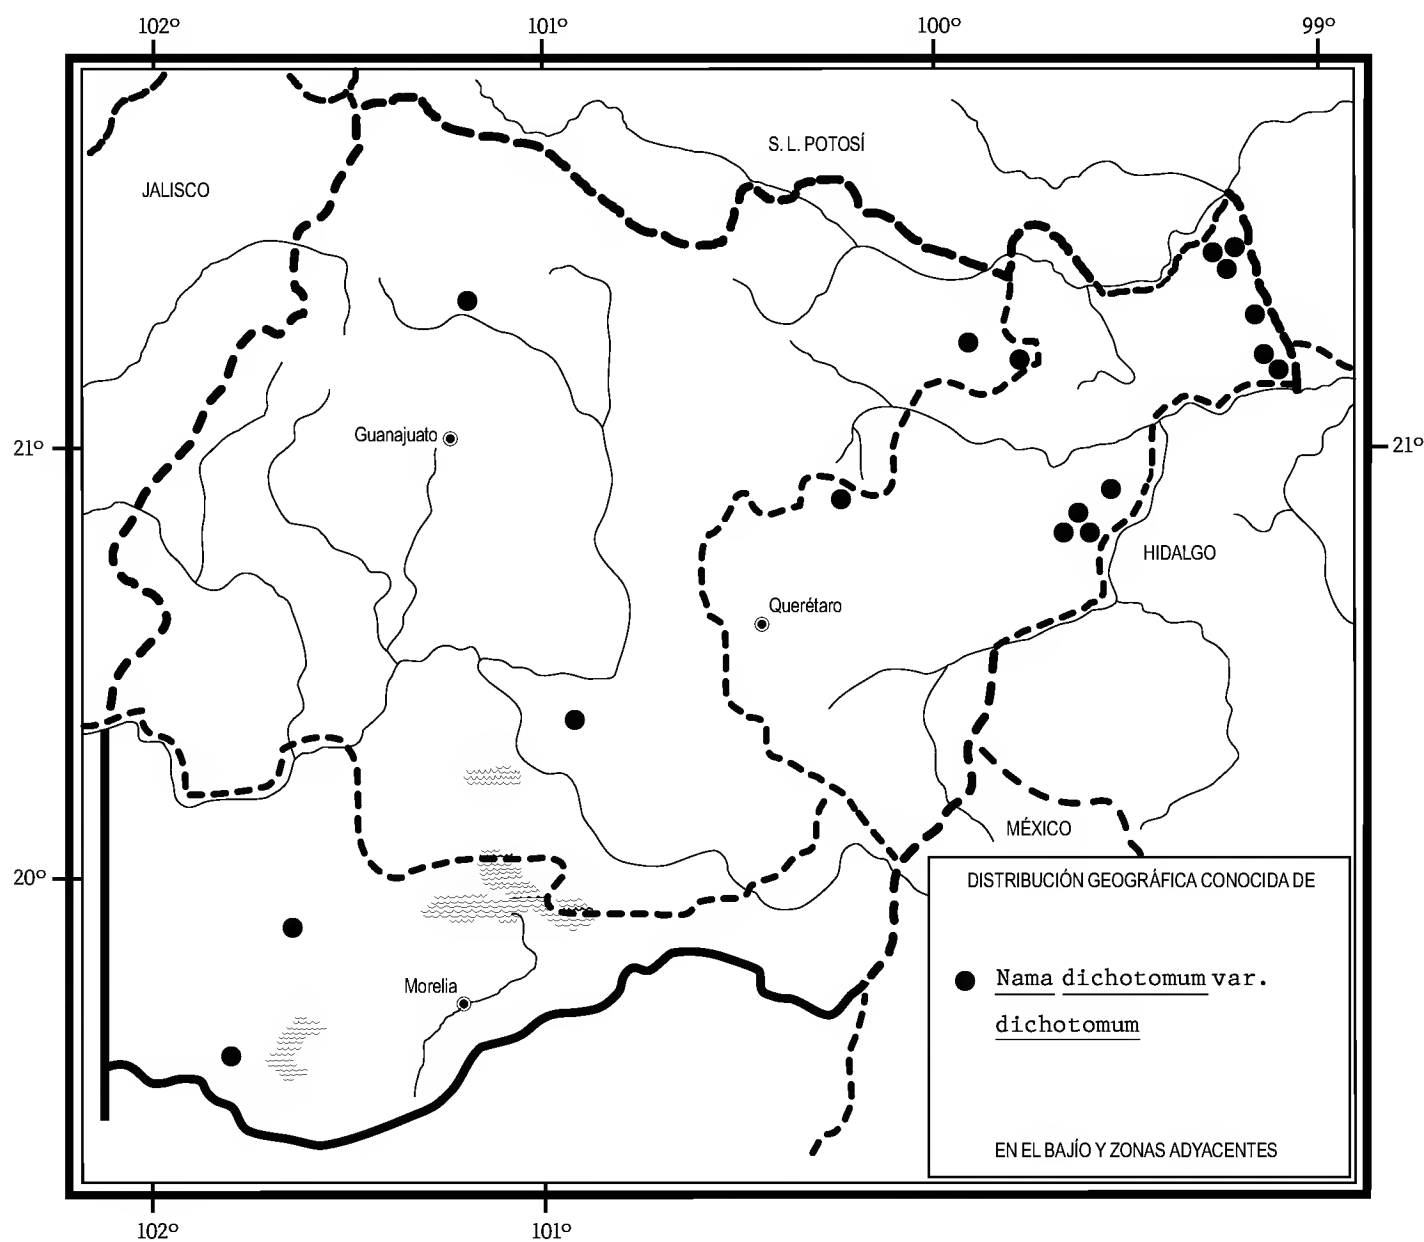 102º 101º 100º 99º
S. L. POTOSÍ
JALISCO
Guanajuato
21º 21º
HIDALGO
Querétaro
MÉXICO
20º
DISTRIBUCIÓN GEOGRÁFICA CONOCIDA DE
Nama dichotomum var.
dichotomum
Morelia
EN EL BAJÍO Y ZONAS ADYACENTES
102º 101º